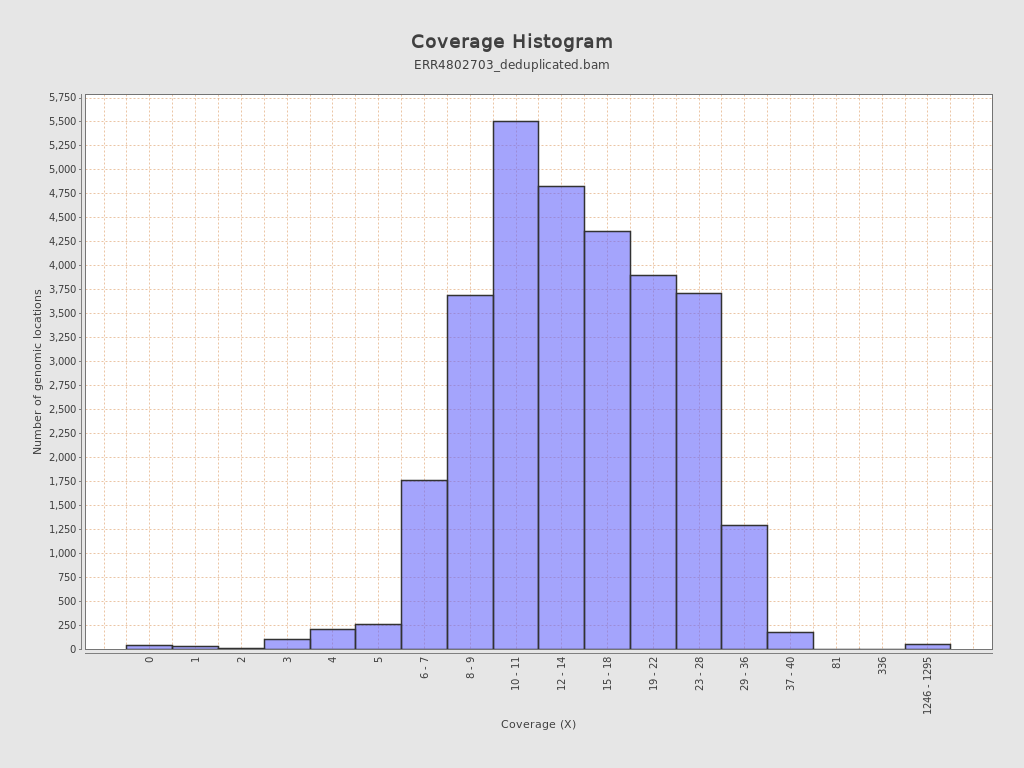 Coverage Histogram
ERR4802703_deduplicated.bam
5,750
5,500
5,250
5,000
4,750
4,500
4,250
4,000
3,750
3,500
3,250
3,000
2,750
2,500
2,250
2,000
1,750
1,500
1,250
1,000
750
500
250
0
Number of genomic locations
0
1
2
3
4
5
6 - 7
8 - 9
10 - 11
12 - 14
15 - 18
19 - 22
23 - 28
29 - 36
37 - 40
81
336
1246 - 1295
Coverage (X)